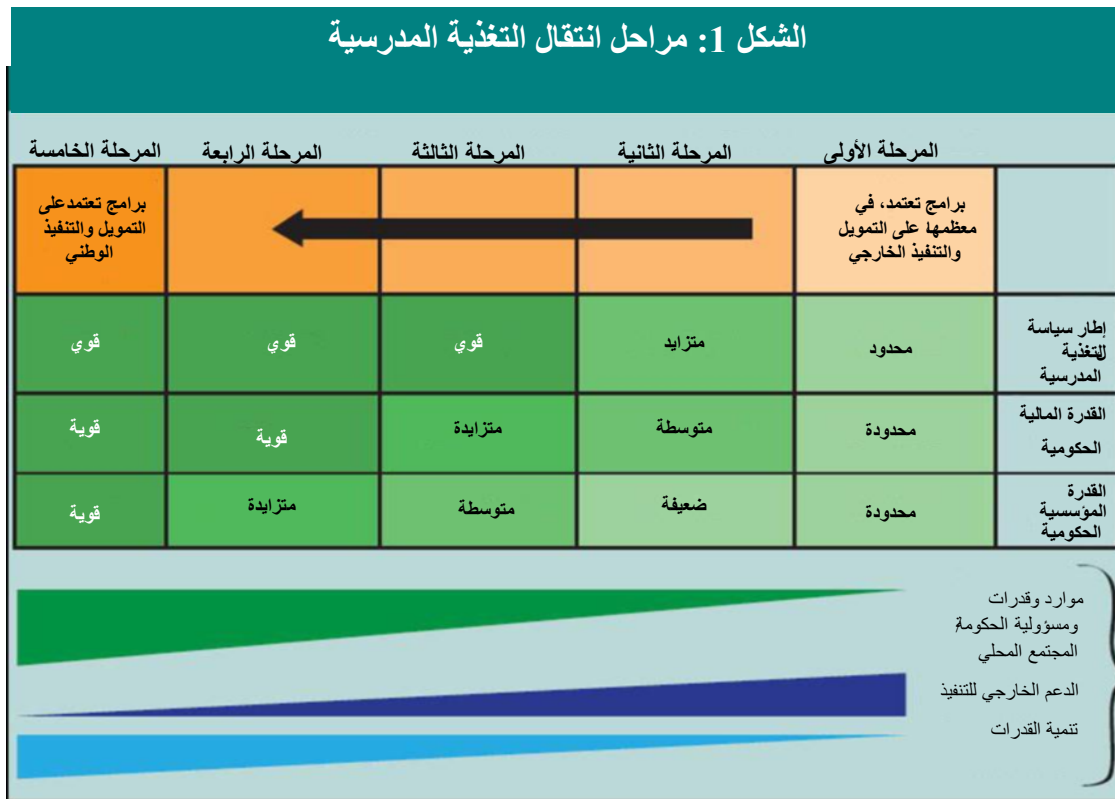 الشكل 1: مراحل انتقال التغذية المدرسية
المرحلة الأولى
المرحلة الثانية
المرحلة الثالثة
المرحلة الرابعة
المرحلة الخامسة
برامج تعتمد، في
معظمها على التمويل
والتنفيذ الخارجي
برامج تعتمدعلى
التمويل والتنفيذ
الوطني
إطار سياسة
التغذية
المدرسية
محدود
متزايد
قوي
قوي
قوي
القدرة المالية
الحكومية
محدودة
متوسطة
متزايدة
قوية
قوية
القدرة
المؤسسية
الحكومية
محدودة
ضعيفة
متوسطة
متزايدة
قوية
موارد وقدرات
ومسؤولية الحكومة
المجتمع المحلي
الدعم الخارجي للتنفيذ
تنمية القدرات